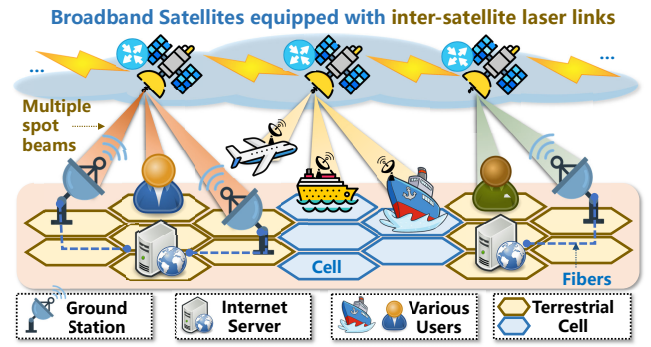 Broadband Satellites equipped with inter-satellite laser links
... ...
Multiple
spot
beams
Cell
Fibers
Ground
Station
Internet
Server
Various
Users
Terrestrial
Cell